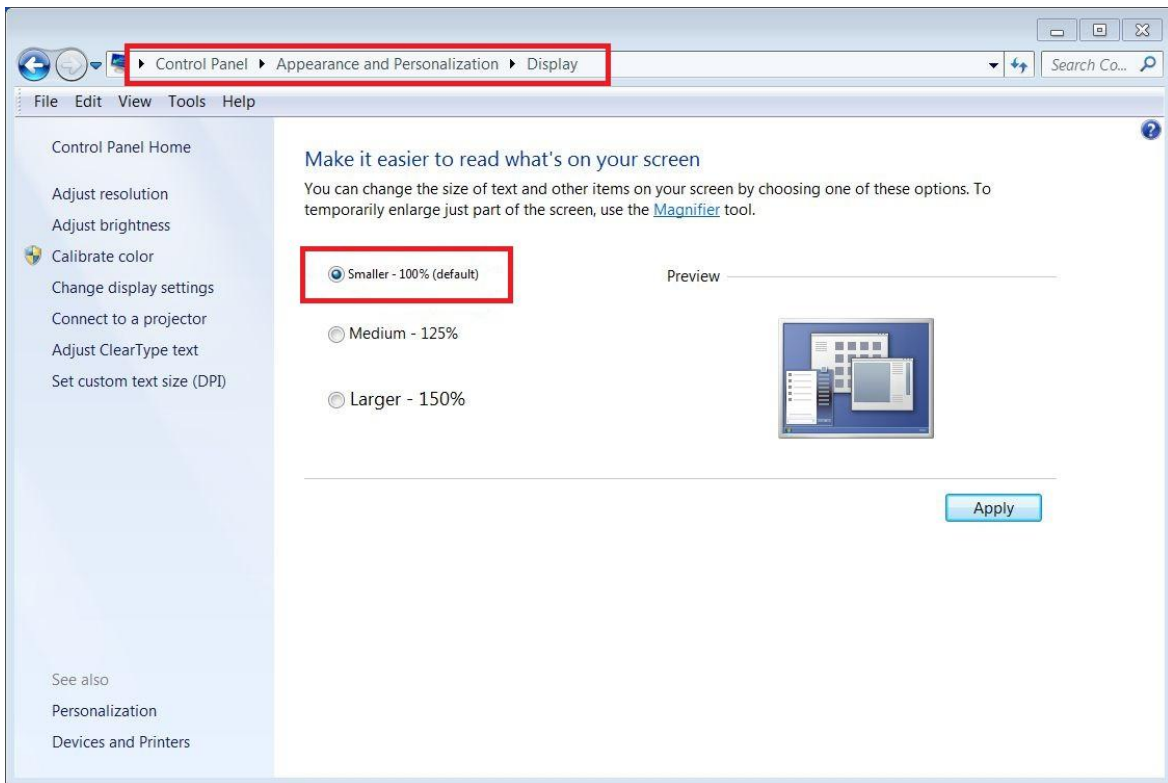 Control Panel Appearance and Personalization Display
Search Co...
File Edit View Tools Help
Control Panel Home
Adjust resolution
Adjust brightness
Calibrate color
Change display settings
Connect to a projector
Adjust ClearType text
Set custom text size (DPI)
See also
Personalization
Devices and Printers
Make it easier to read what's on your screen
You can change the size of text and other items on your screen by choosing one of these options. To
temporarily enlarge just part of the screen, use the Magnifier tool.
Smaller - 100% (default)
Medium - 125%
Larger - 150%
Preview
Apply